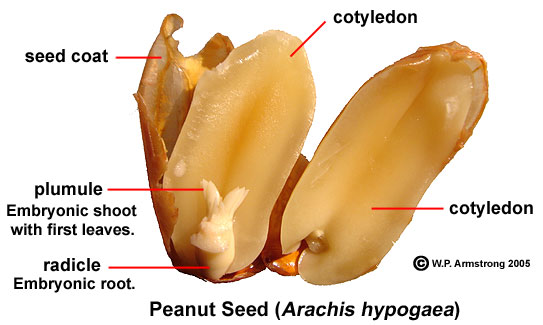 cotyledon
seed coat
plumule
Embryonic shoot
with first leaves.
cotyledon
radicle
Embryonic root.
© W.P. Armstrong 2005
Peanut Seed (Arachis hypogaea)